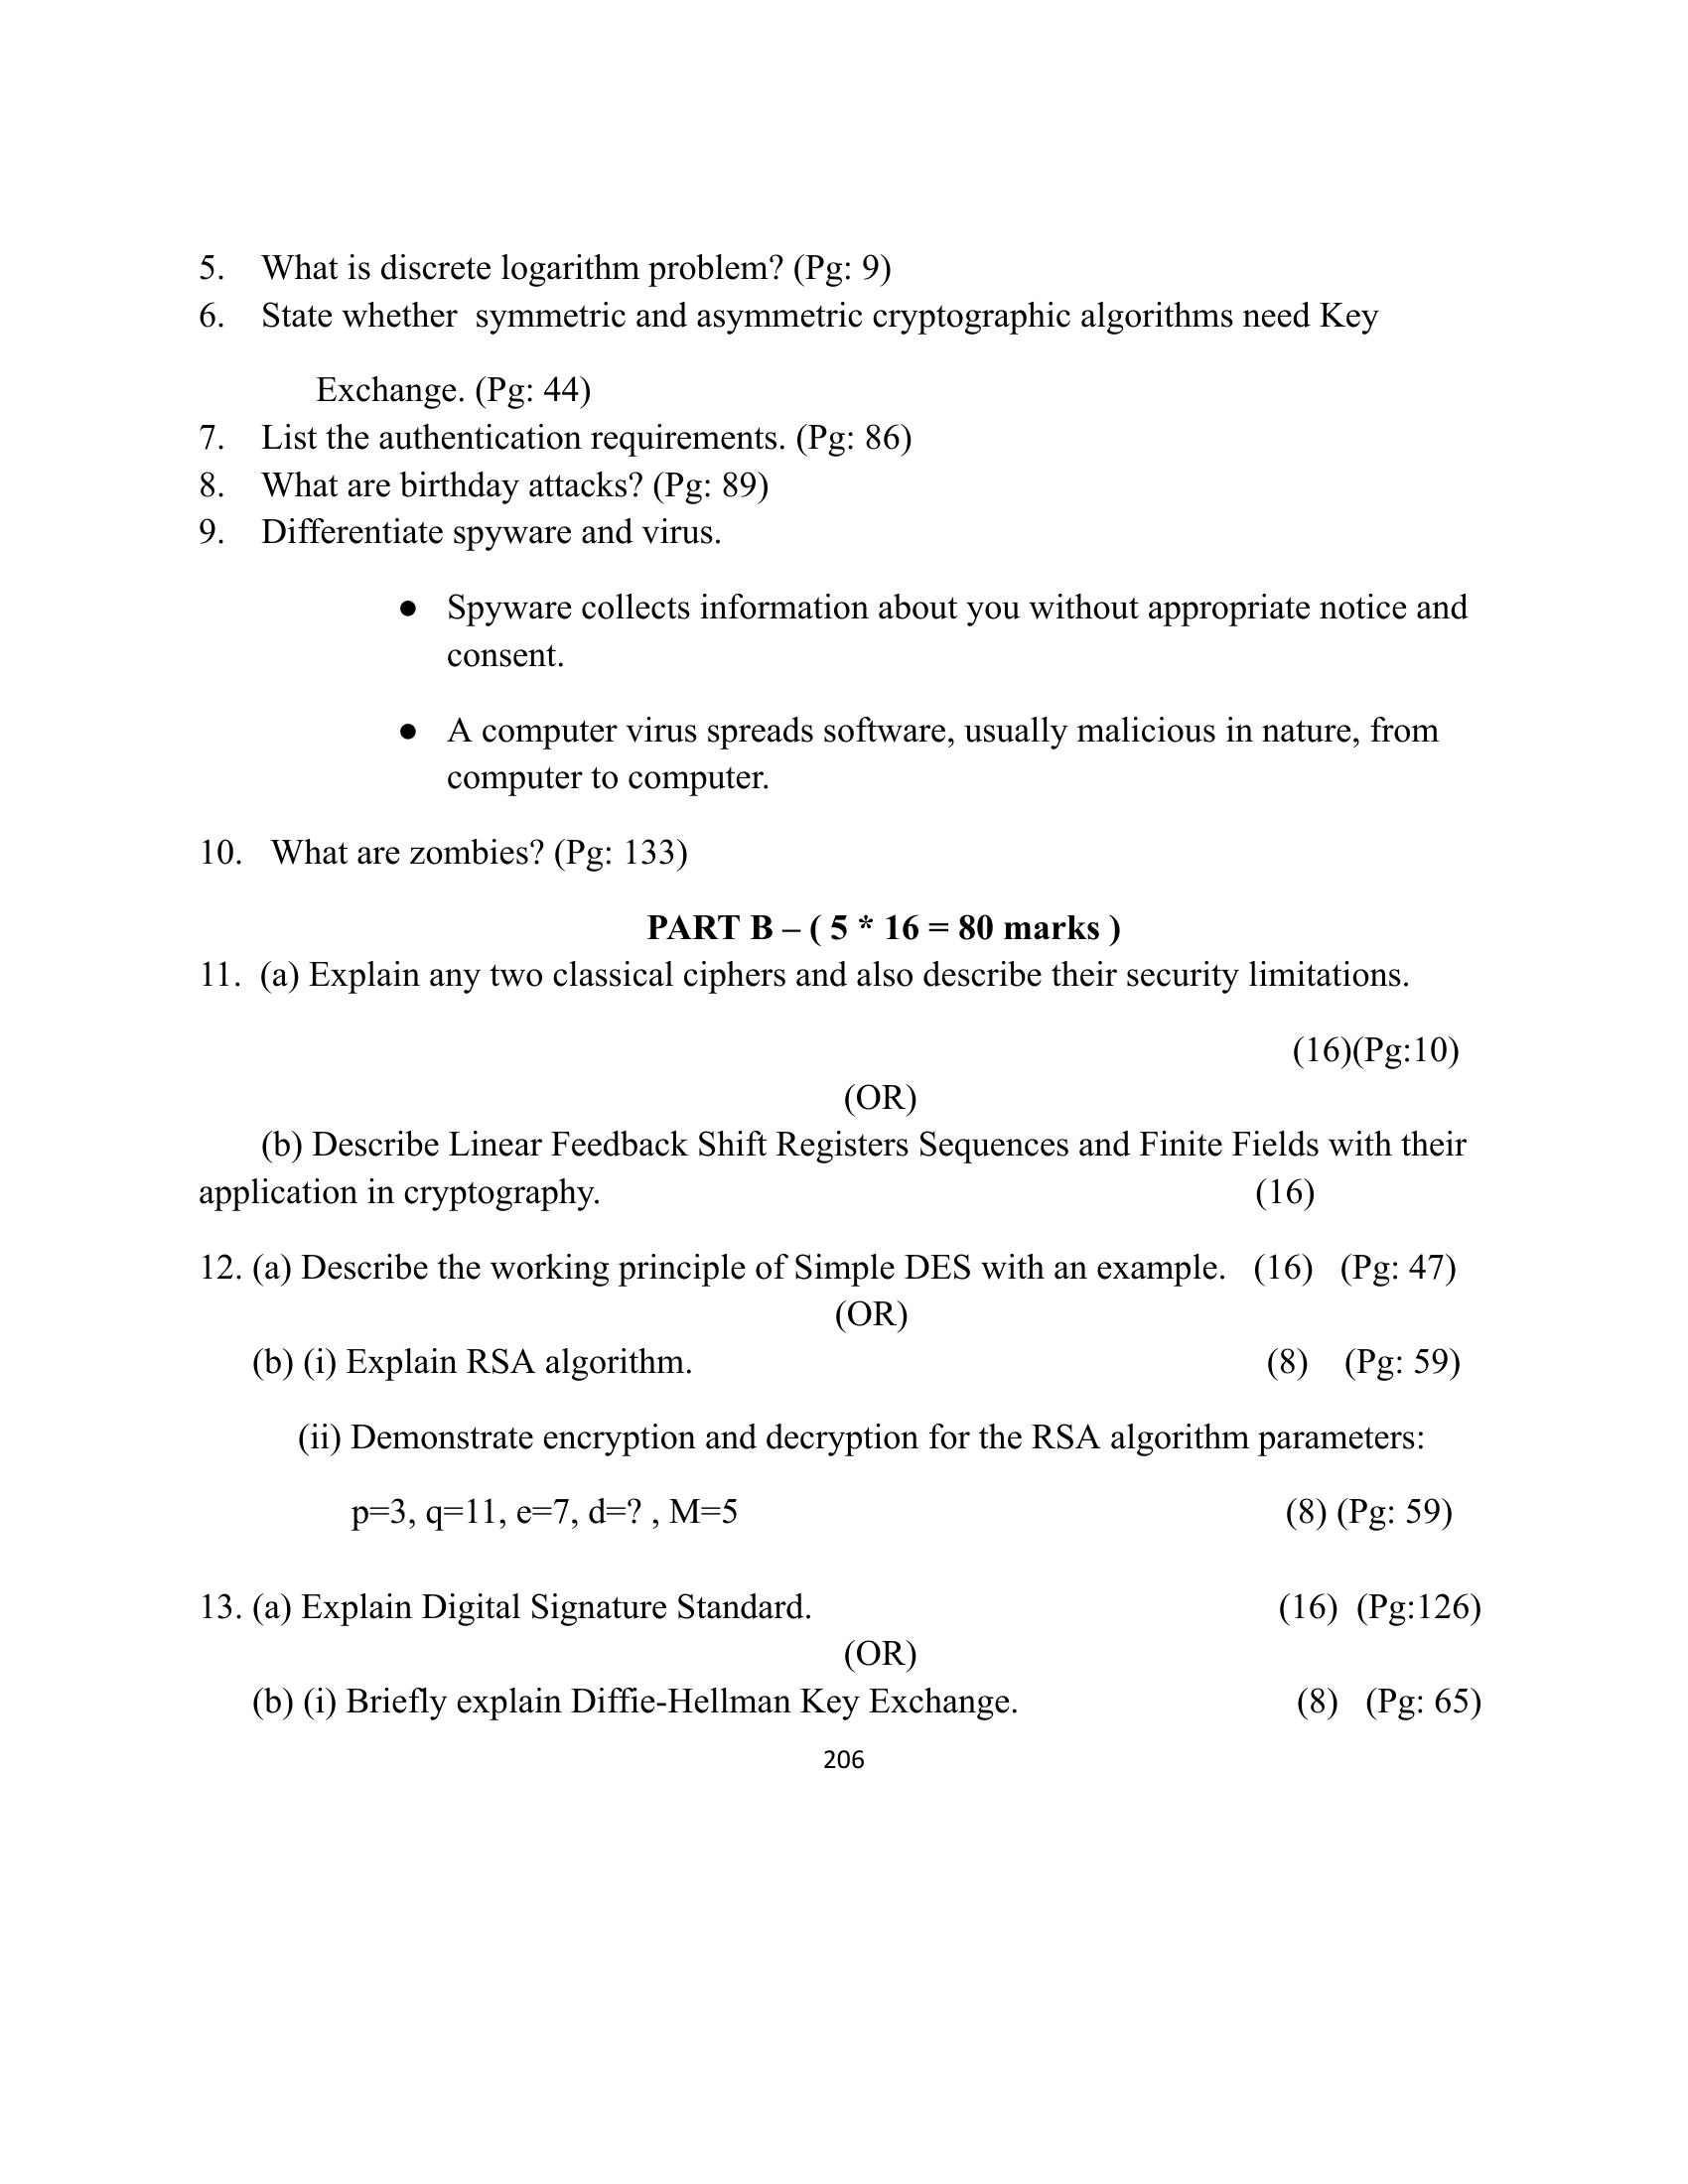 5. What is discrete logarithm problem? (Pg: 9)
6. State whether  symmetric and asymmetric cryptographic algorithms need Key
Exchange. (Pg: 44)
7. List the authentication requirements. (Pg: 86)
8. What are birthday attacks? (Pg: 89)
9. Differentiate spyware and virus.
● Spyware collects information about you without appropriate notice and
consent.
● A computer virus spreads software, usually malicious in nature, from
computer to computer.
10. What are zombies? (Pg: 133)
PART B – ( 5 * 16 = 80 marks )
11. (a) Explain any two classical ciphers and also describe their security limitations.
(16)(Pg:10)
(OR)
(b) Describe Linear Feedback Shift Registers Sequences and Finite Fields with their
application in cryptography. (16)
12. (a) Describe the working principle of Simple DES with an example. (16) (Pg: 47)
(OR)
(b) (i) Explain RSA algorithm. (8) (Pg: 59)
(ii) Demonstrate encryption and decryption for the RSA algorithm parameters:
p=3, q=11, e=7, d=? , M=5 (8) (Pg: 59)
13. (a) Explain Digital Signature Standard. (16) (Pg:126)
(OR)
(b) (i) Briefly explain Diffie-Hellman Key Exchange. (8) (Pg: 65)
206